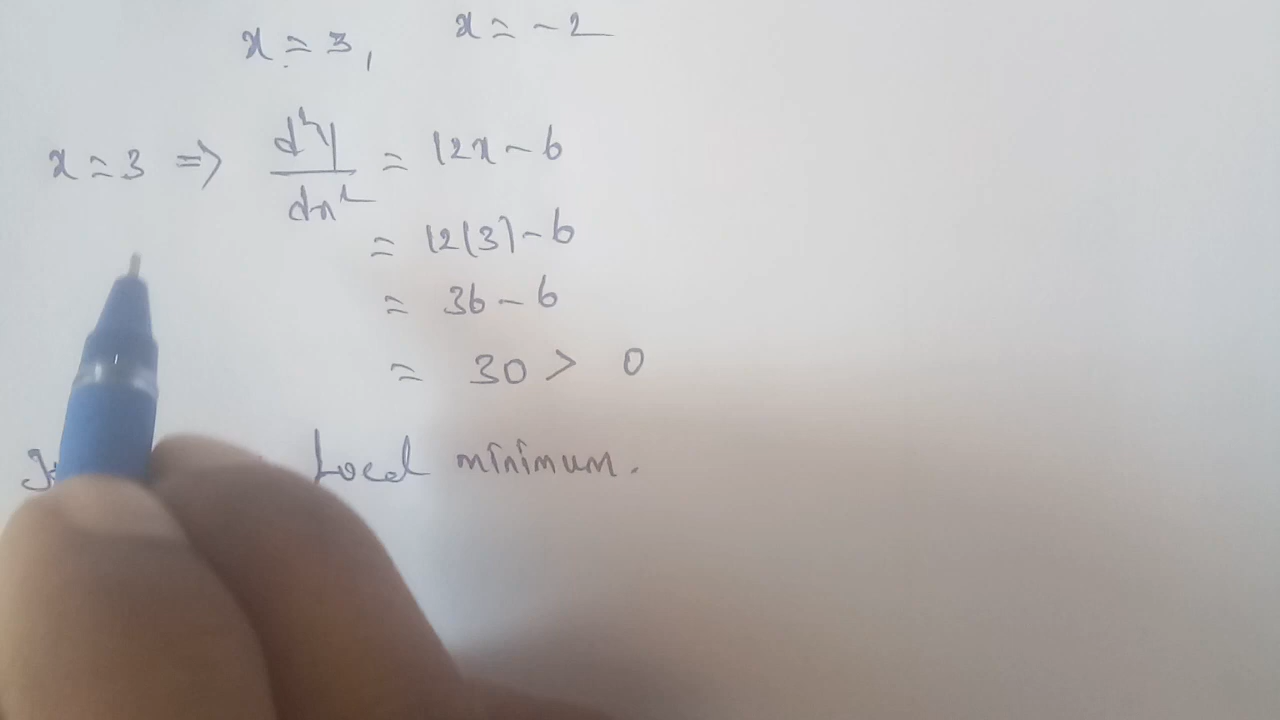 x = 3, x = -2
x = 3 ⇒ d²y/dx² = 12x - 6
= 12(3) - 6
= 36 - 6
= 30 > 0
Local minimum.